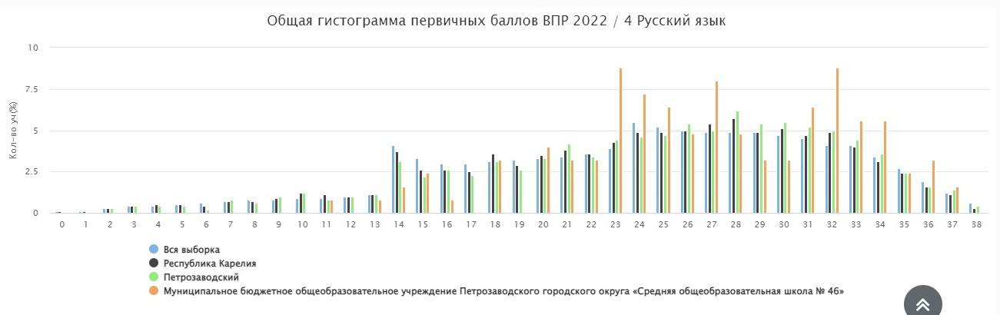 Общая гистограмма первичных баллов ВПР 2022 / 4 Русский язык
10
7.5
5
2.5
0
Кол-во уч(%)
0 1 2 3 4 5 6 7 8 9 10 11 12 13 14 15 16 17 18 19 20 21 22 23 24 25 26 27 28 29 30 31 32 33 34 35 36 37 38
Вся выборка
Республика Карелия
Петрозаводский
Муниципальное бюджетное общеобразовательное учреждение Петрозаводского городского округа «Средняя общеобразовательная школа № 46»